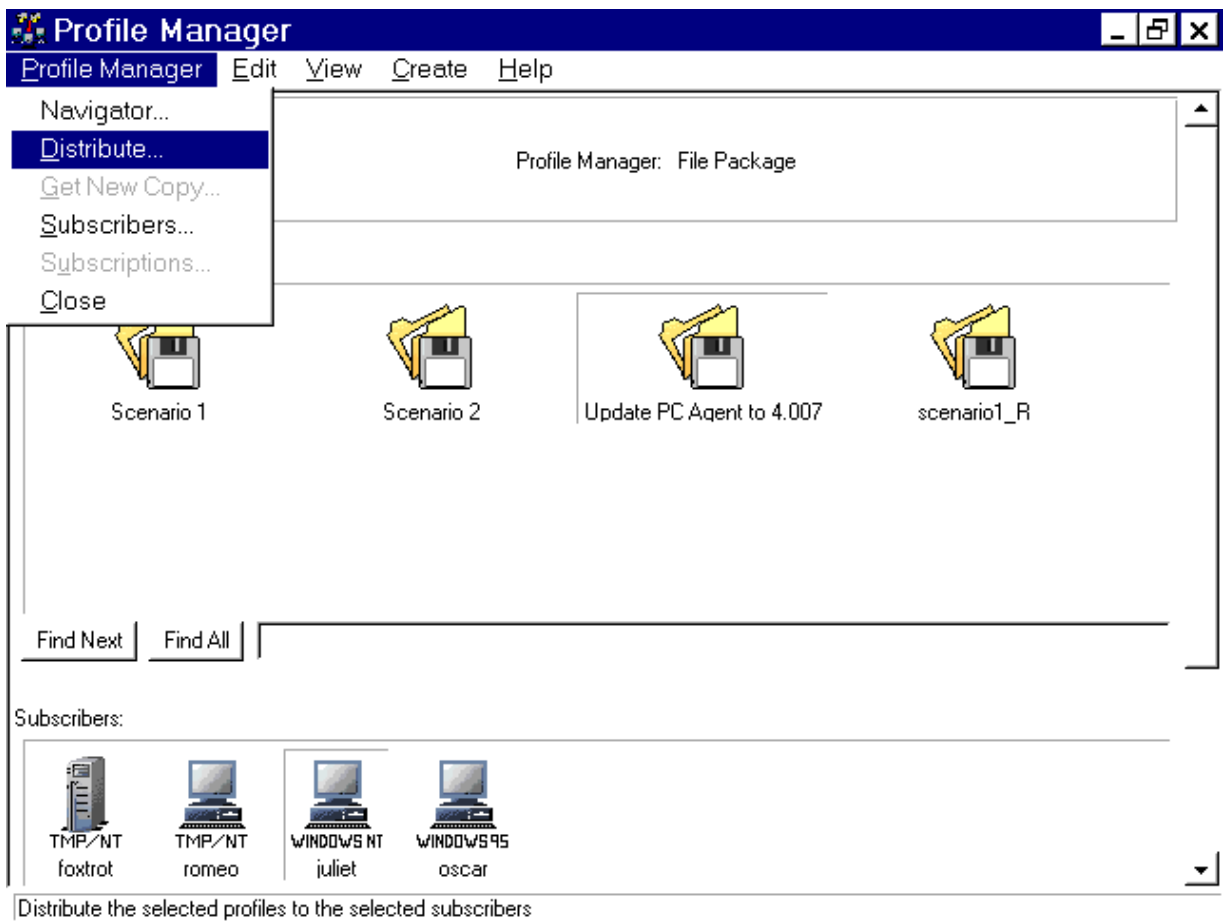 Profile Manager
Profile Manager Edit View Create Help
Navigator...
Distribute...
Get New Copy...
Subscribers...
Subscriptions...
Close
Profile Manager: File Package
Scenario 1 Scenario 2 Update PC Agent to 4.007 scenario1_R
Find Next Find All
Subscribers:
TMP/NT TMP/NT WINDOWS NT WINDOWS95
foxtrot romeo juliet oscar
Distribute the selected profiles to the selected subscribers